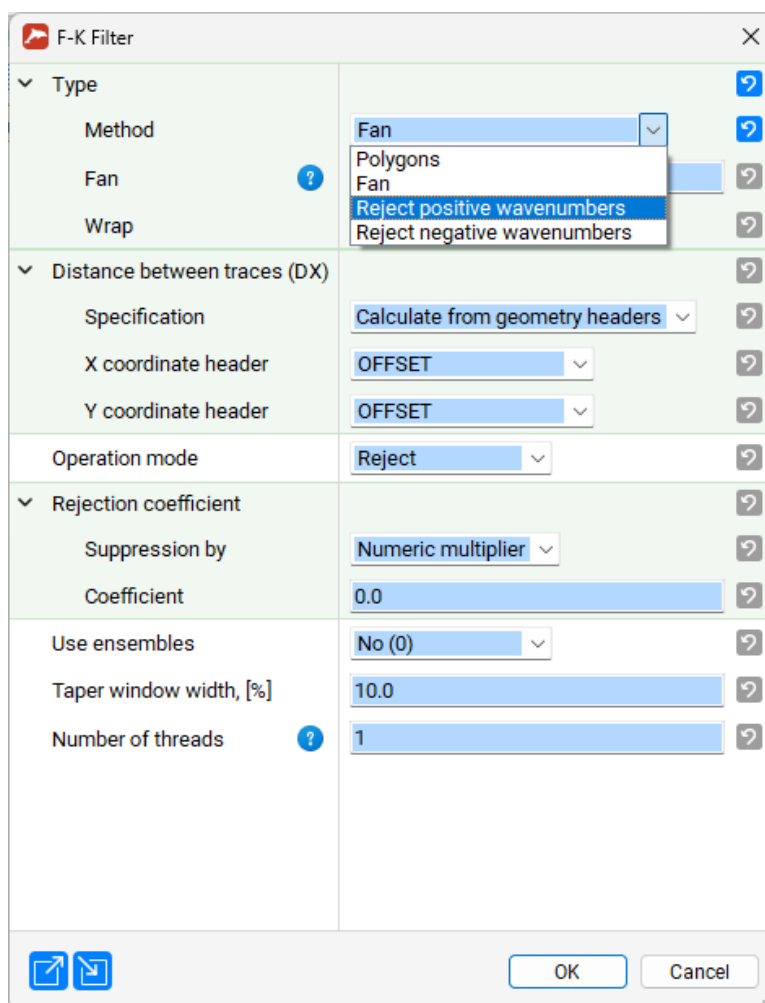 F-K Filter
Type
Method Fan
Polygons
Fan
Fan ?
Reject positive wavenumbers
Wrap
Reject negative wavenumbers
Distance between traces (DX)
Specification Calculate from geometry headers
X coordinate header OFFSET
Y coordinate header OFFSET
Operation mode Reject
Rejection coefficient
Suppression by Numeric multiplier
Coefficient 0.0
Use ensembles No (0)
Taper window width, [%] 10.0
Number of threads ? 1
OK Cancel